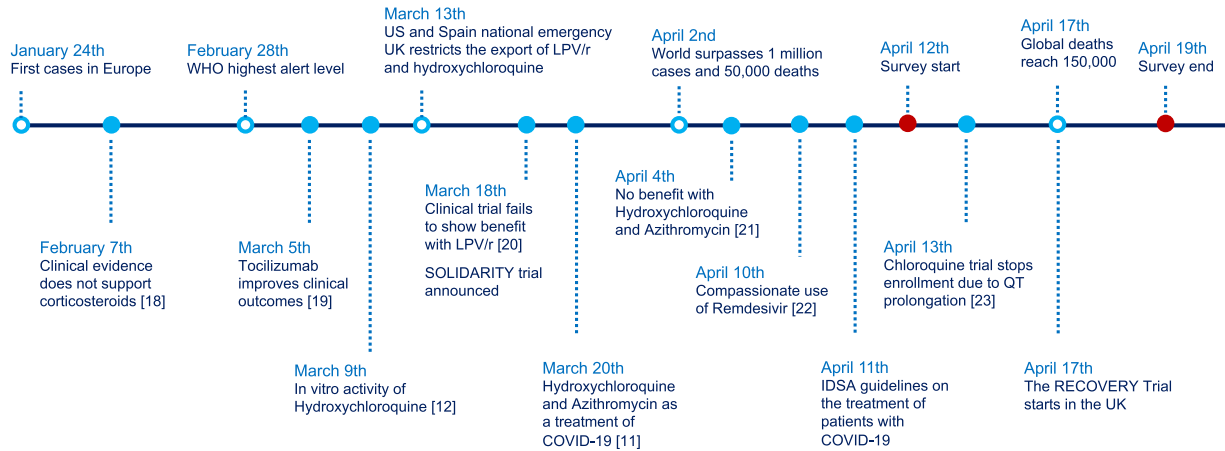 January 24th
First cases in Europe
February 28th
WHO highest alert level
March 13th
US and Spain national emergency
UK restricts the export of LPV/r
and hydroxychloroquine
April 2nd
World surpasses 1 million
cases and 50,000 deaths
April 12th
Survey start
April 17th
Global deaths
reach 150,000
April 19th
Survey end
February 7th
Clinical evidence
does not support
corticosteroids [18]
March 5th
Tocilizumab
improves clinical
outcomes [19]
March 9th
In vitro activity of
Hydroxychloroquine [12]
March 18th
Clinical trial fails
to show benefit
with LPV/r [20]
SOLIDARITY trial
announced
March 20th
Hydroxychloroquine
and Azithromycin as
a treatment of
COVID-19 [11]
April 4th
No benefit with
Hydroxychloroquine
and Azithromycin [21]
April 10th
Compassionate use
of Remdesivir [22]
April 11th
IDSA guidelines on
the treatment of
patients with
COVID-19
April 13th
Chloroquine trial stops
enrollment due to QT
prolongation [23]
April 17th
The RECOVERY Trial
starts in the UK